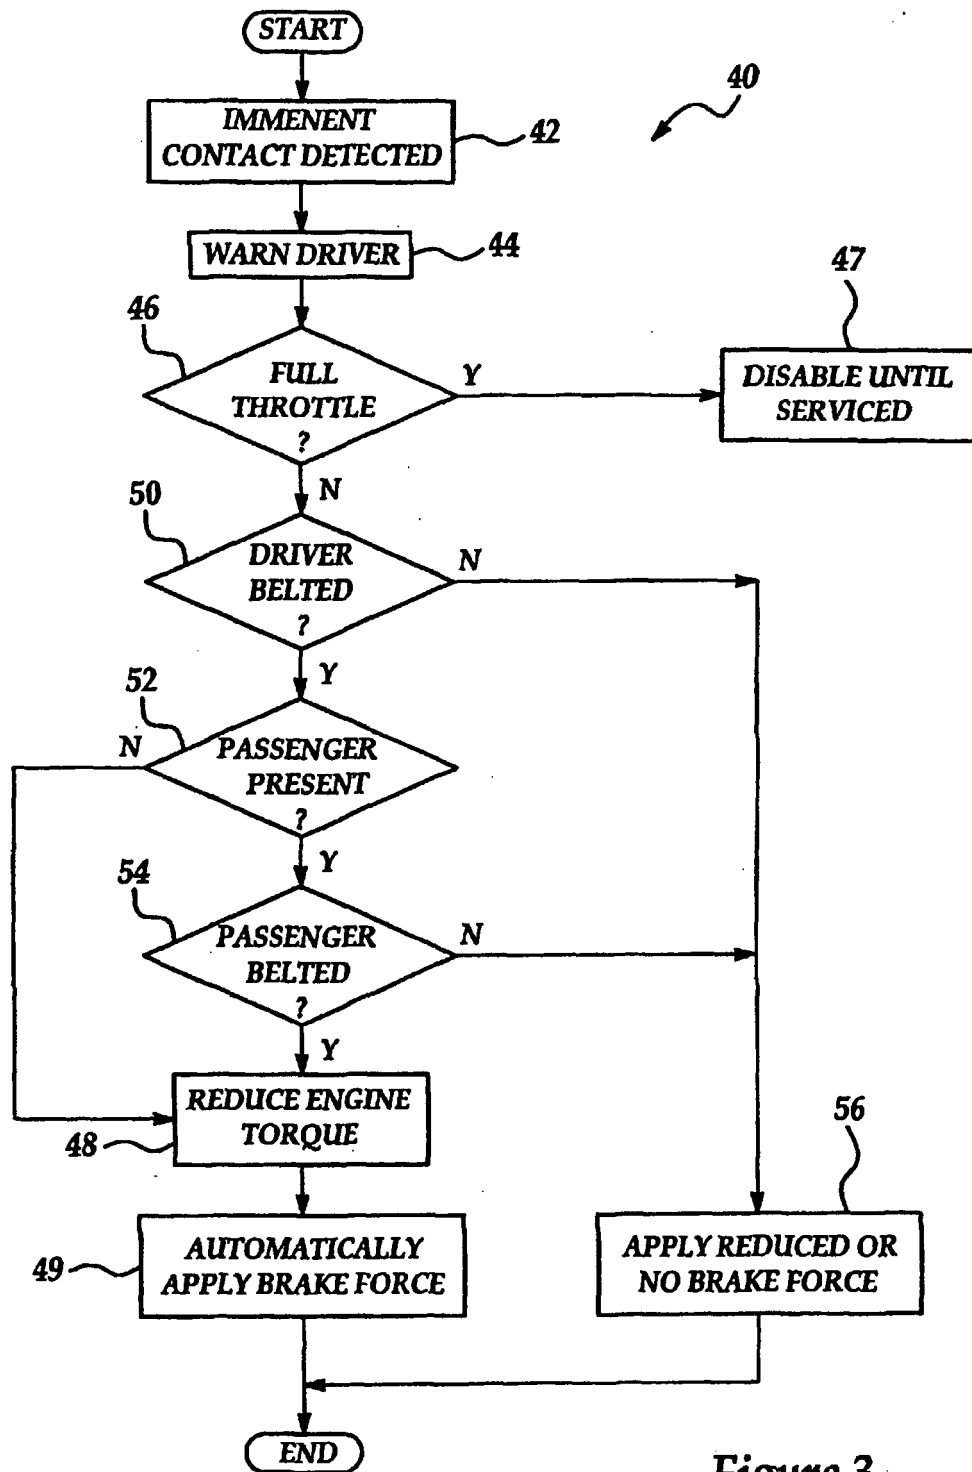 START
40
IMMENENT
CONTACT DETECTED
42
WARN DRIVER
44
46
47
FULL
THROTTLE
?
Y
DISABLE UNTIL
SERVICED
N
50
DRIVER
BELTED
?
N
Y
52
N
PASSENGER
PRESENT
?
Y
54
PASSENGER
BELTED
?
N
Y
REDUCE ENGINE
TORQUE
48
56
AUTOMATICALLY
APPLY BRAKE FORCE
49
APPLY REDUCED OR
NO BRAKE FORCE
END
Figure 3